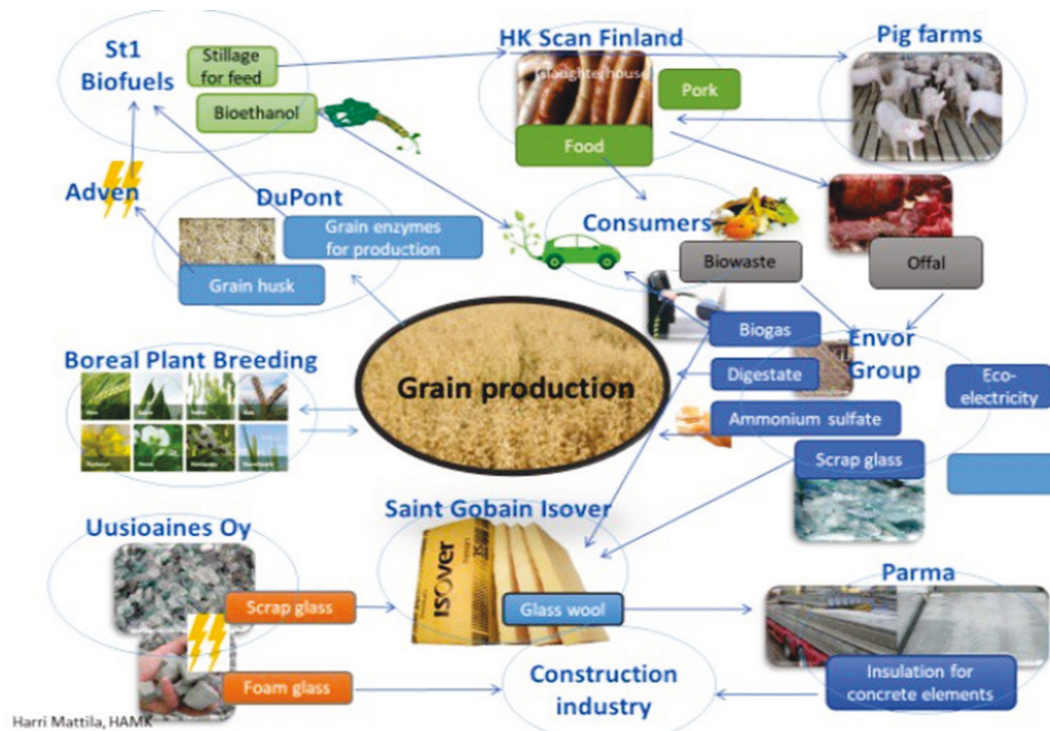 St1
Biofuels
Stillage
for feed
Bioethanol
HK Scan Finland
Slaughterhouse
Pork
Food
Pig farms
Adven
DuPont
Grain enzymes
for production
Grain husk
Consumers
Biowaste
Offal
Boreal Plant Breeding
Grain production
Biogas
Digestate
Ammonium sulfate
Scrap glass
Envor
Group
Eco-
electricity
Uusioaines Oy
Scrap glass
Foam glass
Saint Gobain Isover
ISOVER
Glass wool
Construction
industry
Parma
Insulation for
concrete elements
Harri Mattila, HAMK